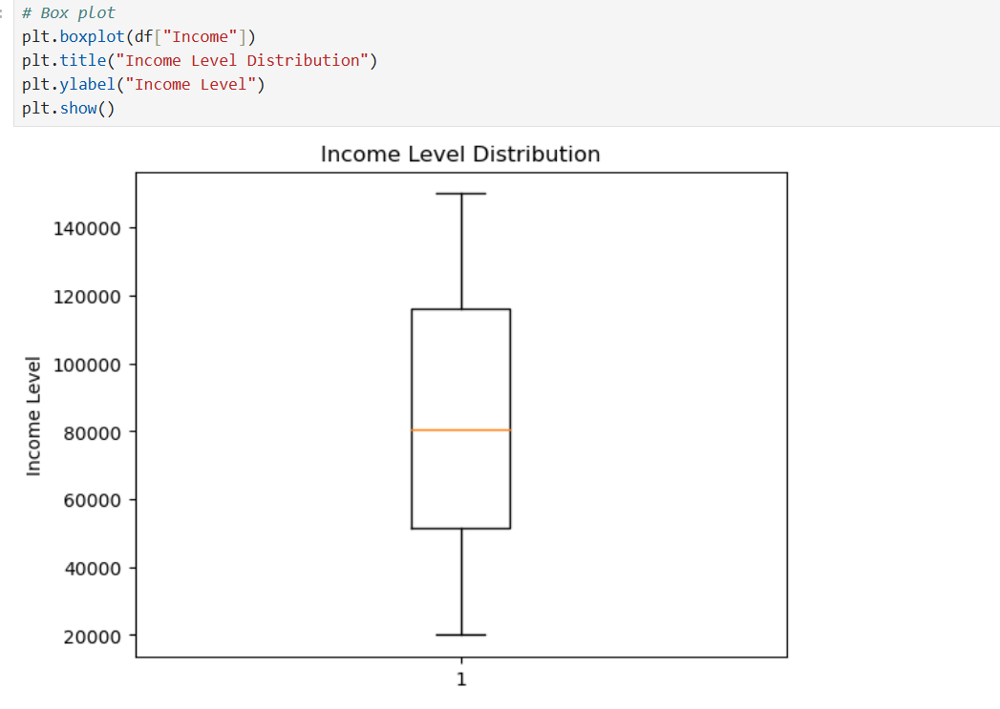 :
# Box plot
plt.boxplot(df["Income"])
plt.title("Income Level Distribution")
plt.ylabel("Income Level")
plt.show()
Income Level Distribution
140000
120000
100000
80000
60000
40000
20000
Income Level
1